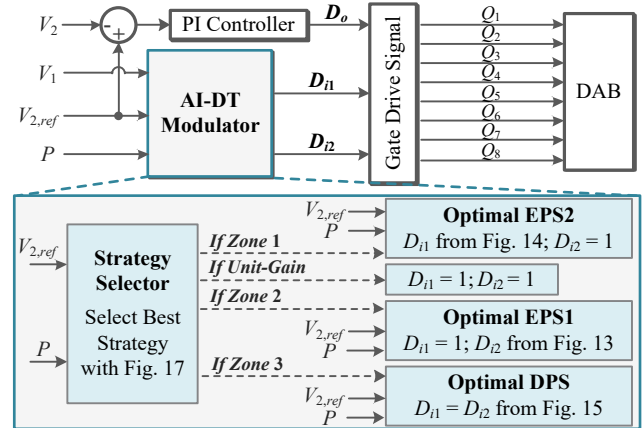 V2
-
+
PI Controller
Do
V1
V2,ref
P
AI-DT
Modulator
Di1
Di2
Gate Drive Signal
Q1
Q2
Q3
Q4
Q5
Q6
Q7
Q8
DAB
V2,ref
P
Strategy
Selector
Select Best
Strategy
with Fig. 17
If Zone 1
If Unit-Gain
If Zone 2
If Zone 3
V2,ref
P
Optimal EPS2
Di1 from Fig. 14; Di2 = 1
Di1 = 1; Di2 = 1
V2,ref
P
Optimal EPS1
Di1 = 1; Di2 from Fig. 13
V2,ref
P
Optimal DPS
Di1 = Di2 from Fig. 15